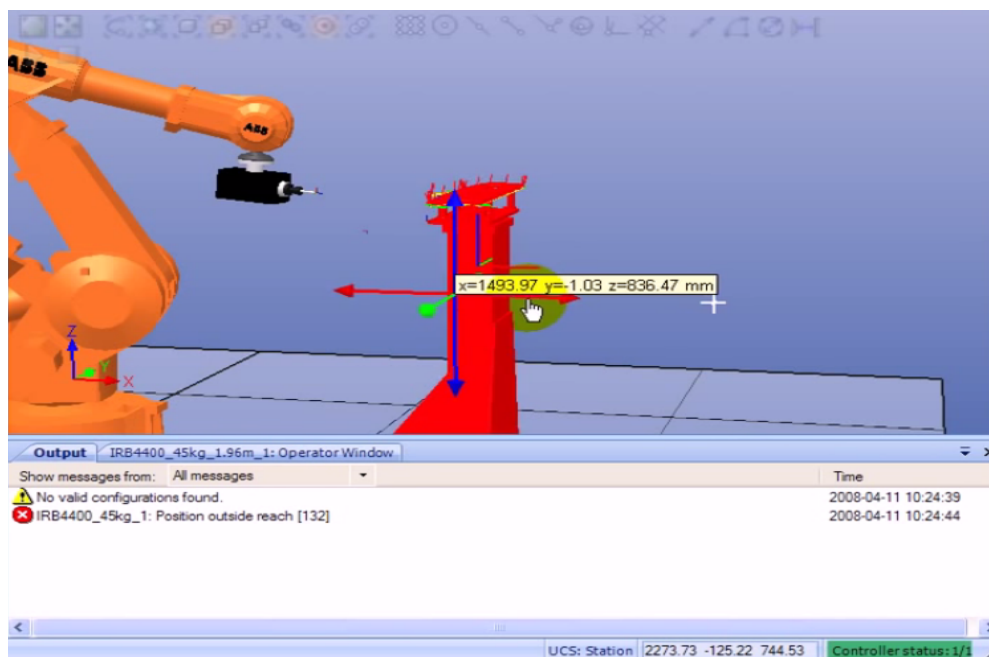 ABB
ABB
x=1493.97 y=-1.03 z=836.47 mm
Z
Y
X
Output IRB4400_45kg_1.96m_1: Operator Window
Show messages from: All messages Time
No valid configurations found. 2008-04-11 10:24:39
IRB4400_45kg_1: Position outside reach [132] 2008-04-11 10:24:44
UCS: Station 2273.73 -125.22 744.53 Controller status: 1/1